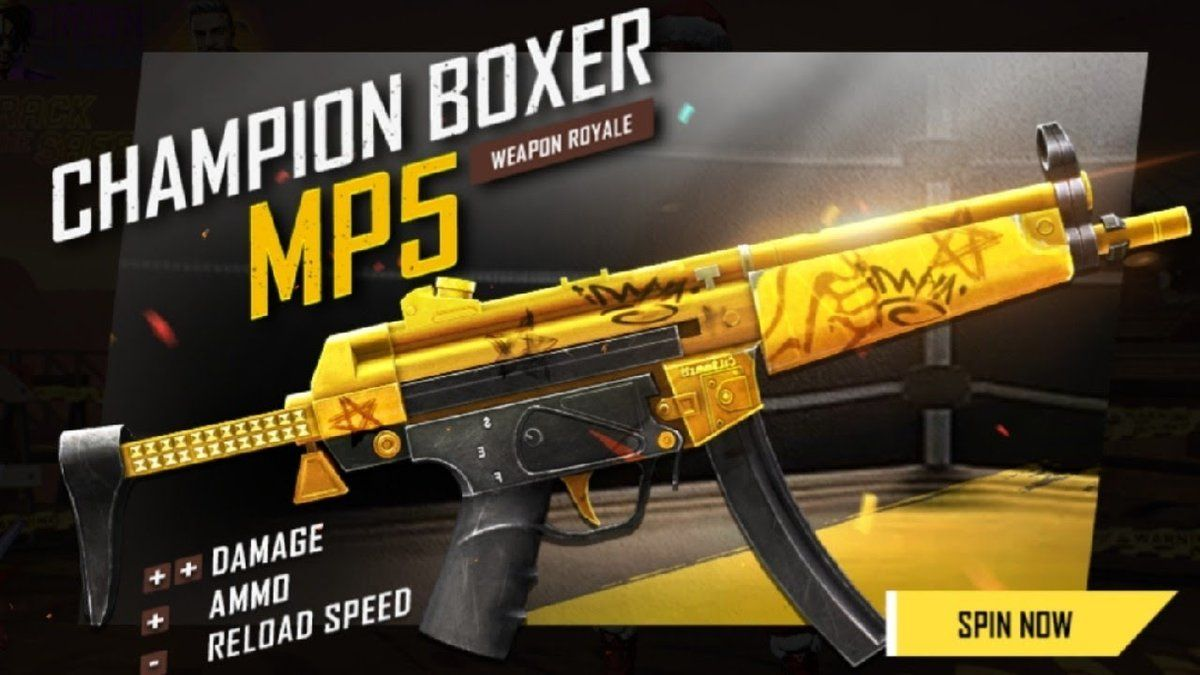 CHAMPION BOXER
WEAPON ROYALE
MP5
++ DAMAGE
+ AMMO
- RELOAD SPEED
SPIN NOW